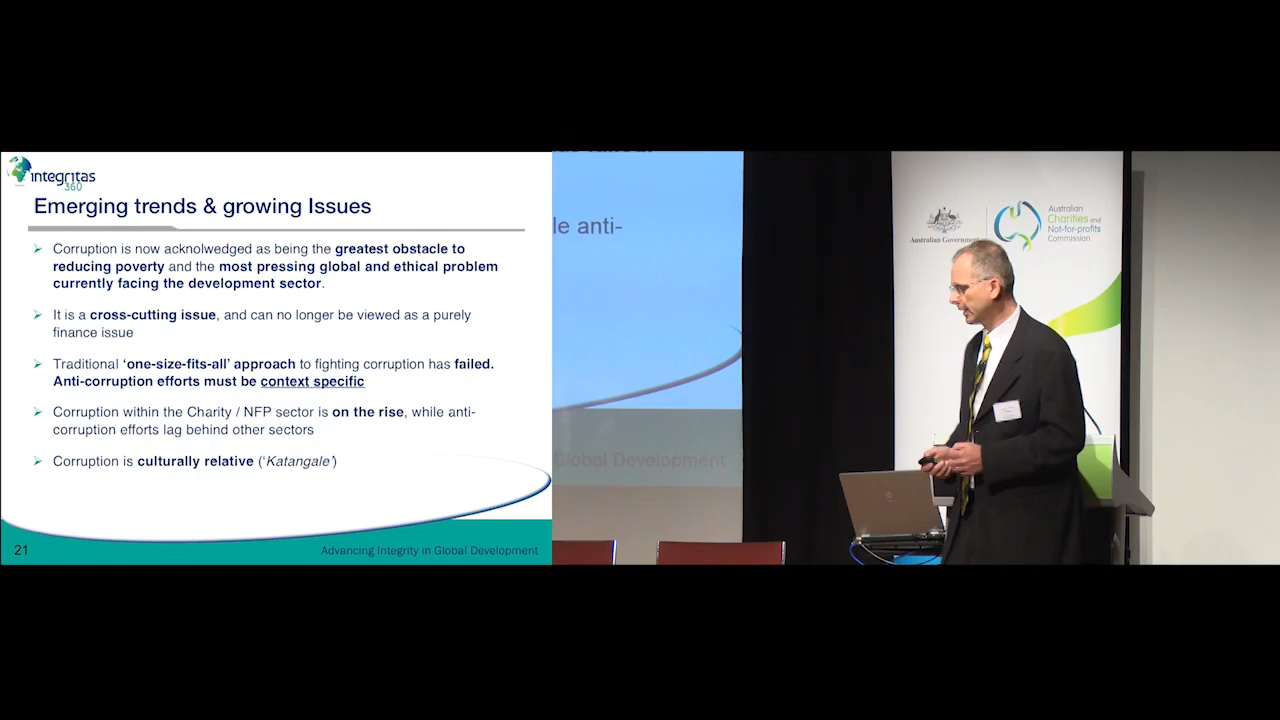 integritas
360
Emerging trends & growing Issues
Corruption is now acknolwedged as being the greatest obstacle to
reducing poverty and the most pressing global and ethical problem
currently facing the development sector.
It is a cross-cutting issue, and can no longer be viewed as a purely
finance issue
Traditional ‘one-size-fits-all’ approach to fighting corruption has failed.
Anti-corruption efforts must be context specific
Corruption within the Charity / NFP sector is on the rise, while anti-
corruption efforts lag behind other sectors
Corruption is culturally relative (‘Katangale’)
21
Advancing Integrity in Global Development
le anti-
Global Development
Australian Government
Australian
Charities and
Not-for-profits
Commission
hp